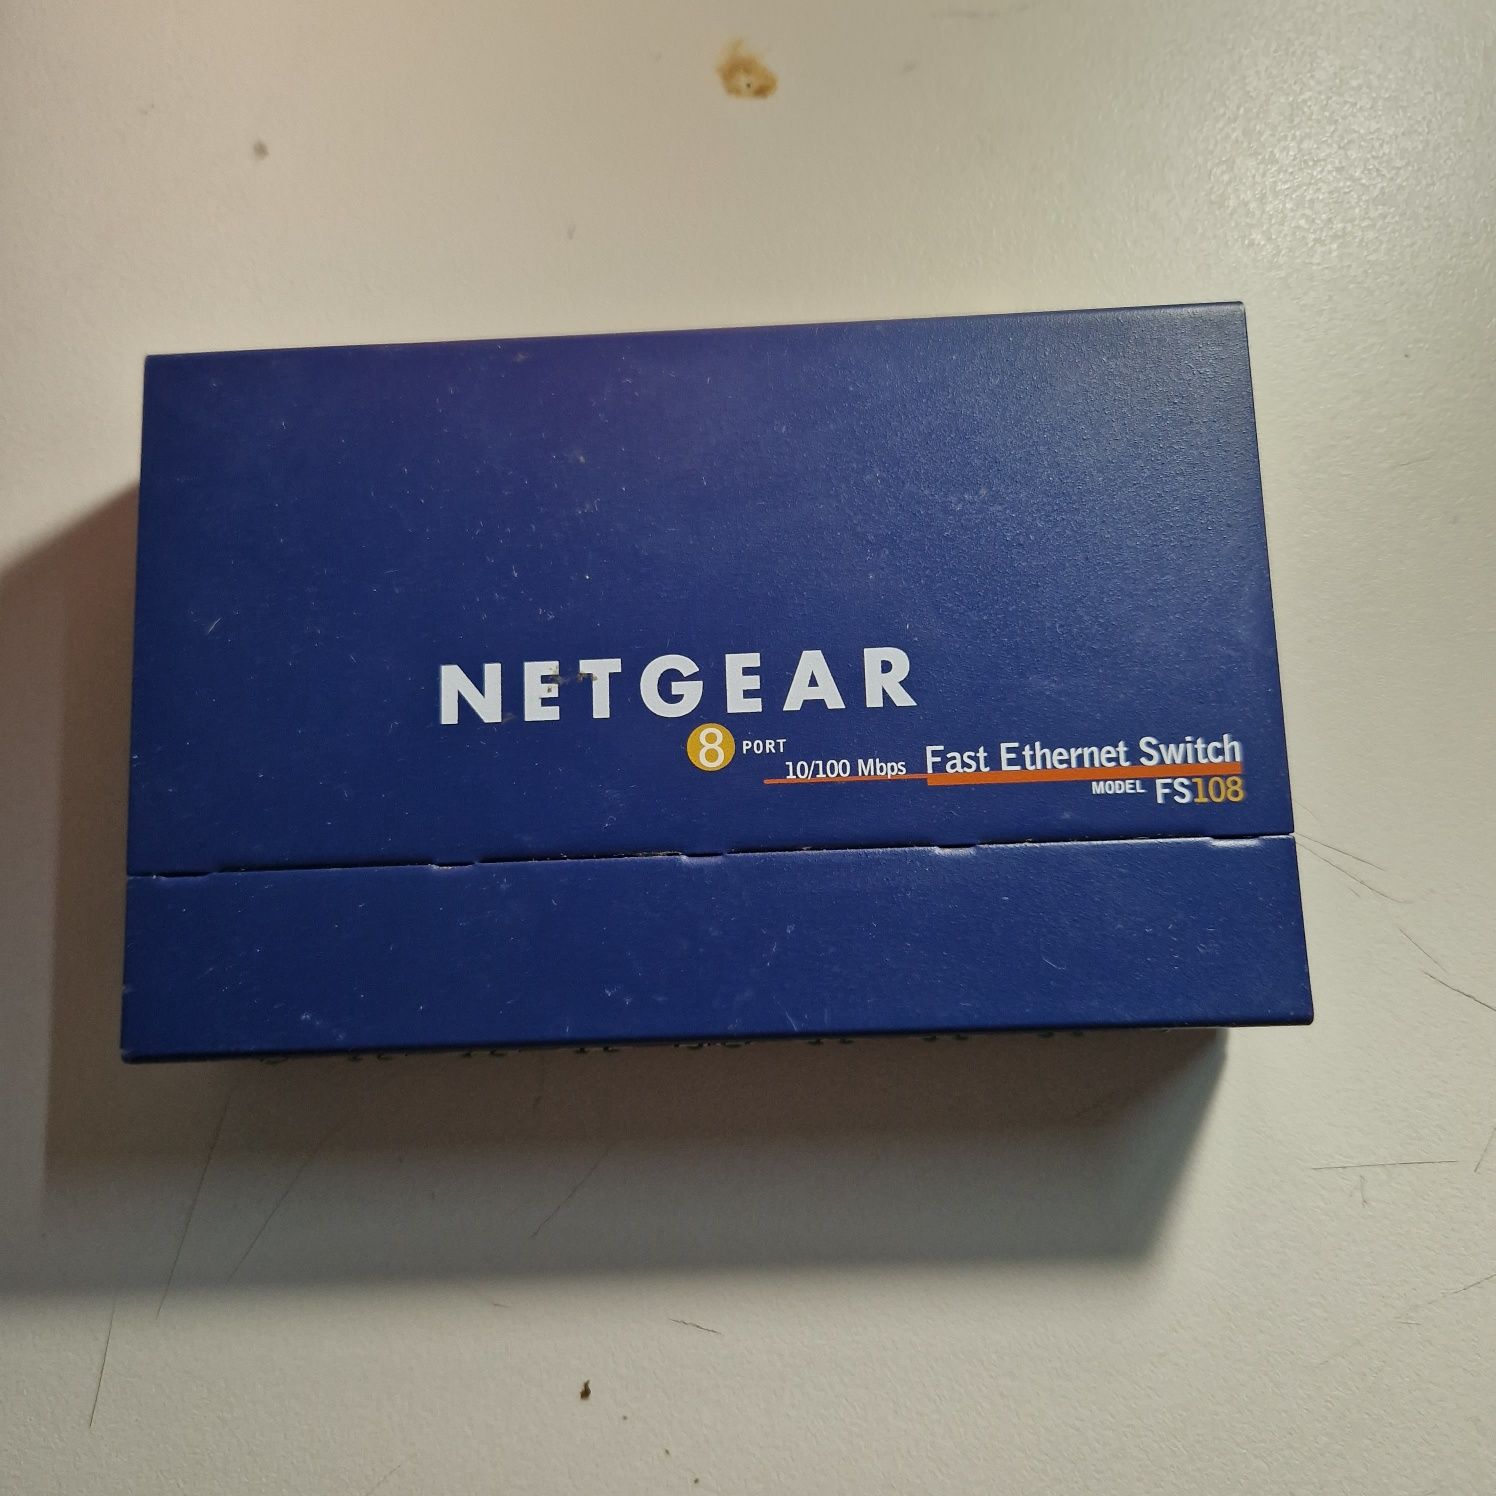 NETGEAR
8 PORT
10/100 Mbps Fast Ethernet Switch
MODEL FS108